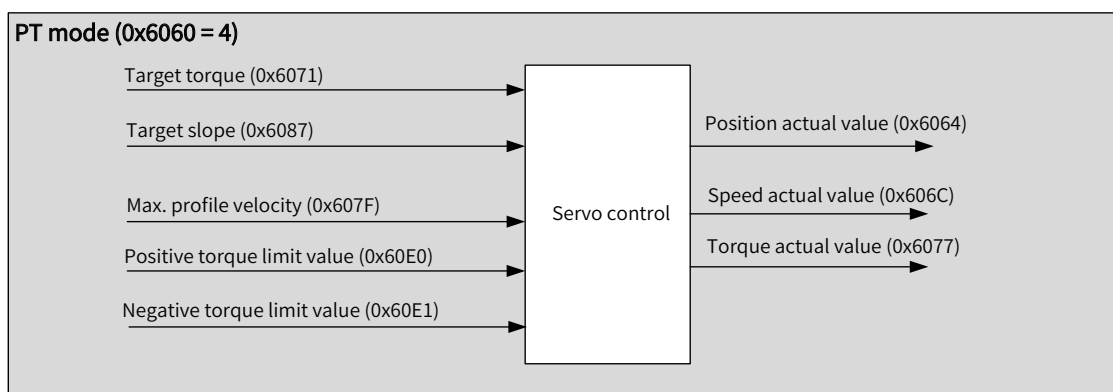 PT mode (0x6060 = 4)
Target torque (0x6071)
Target slope (0x6087)
Max. profile velocity (0x607F)
Positive torque limit value (0x60E0)
Negative torque limit value (0x60E1)
Servo control
Position actual value (0x6064)
Speed actual value (0x606C)
Torque actual value (0x6077)